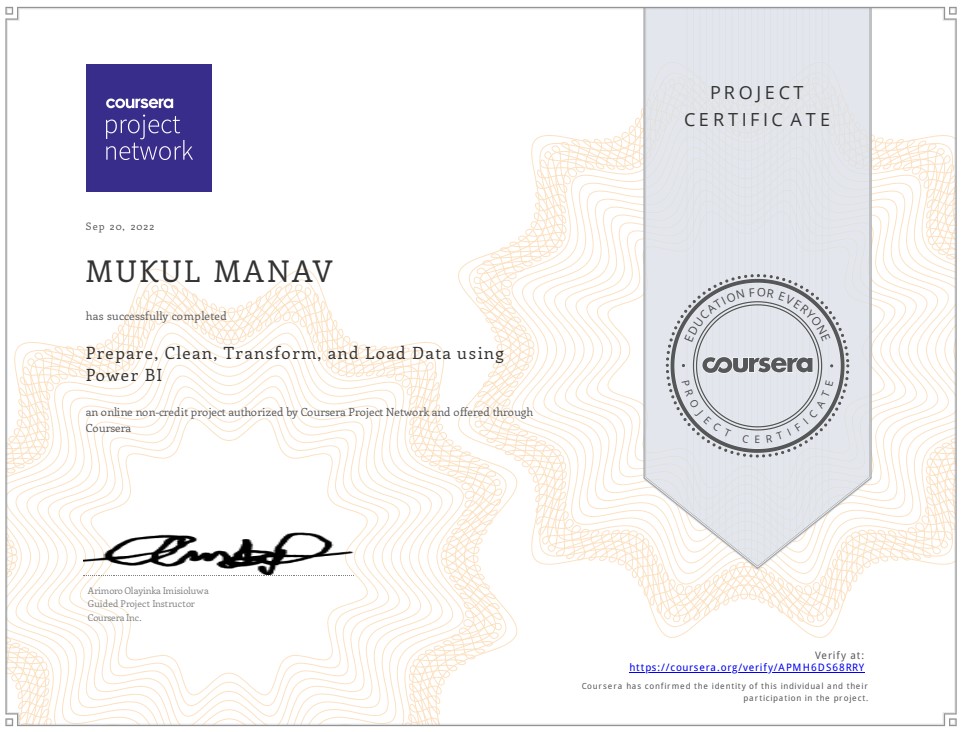 coursera
project
network
PROJECT
CERTIFICATE
Sep 20, 2022
MUKUL MANAV
has successfully completed
Prepare, Clean, Transform, and Load Data using
Power BI
an online non-credit project authorized by Coursera Project Network and offered through
Coursera
EDUCATION FOR EVERYONE
coursera
PROJECT CERTIFICATE
Arimoro Olayinka Imisioluwa
Guided Project Instructor
Coursera Inc.
Verify at:
https://coursera.org/verify/APMH6DS68RRY
Coursera has confirmed the identity of this individual and their
participation in the project.